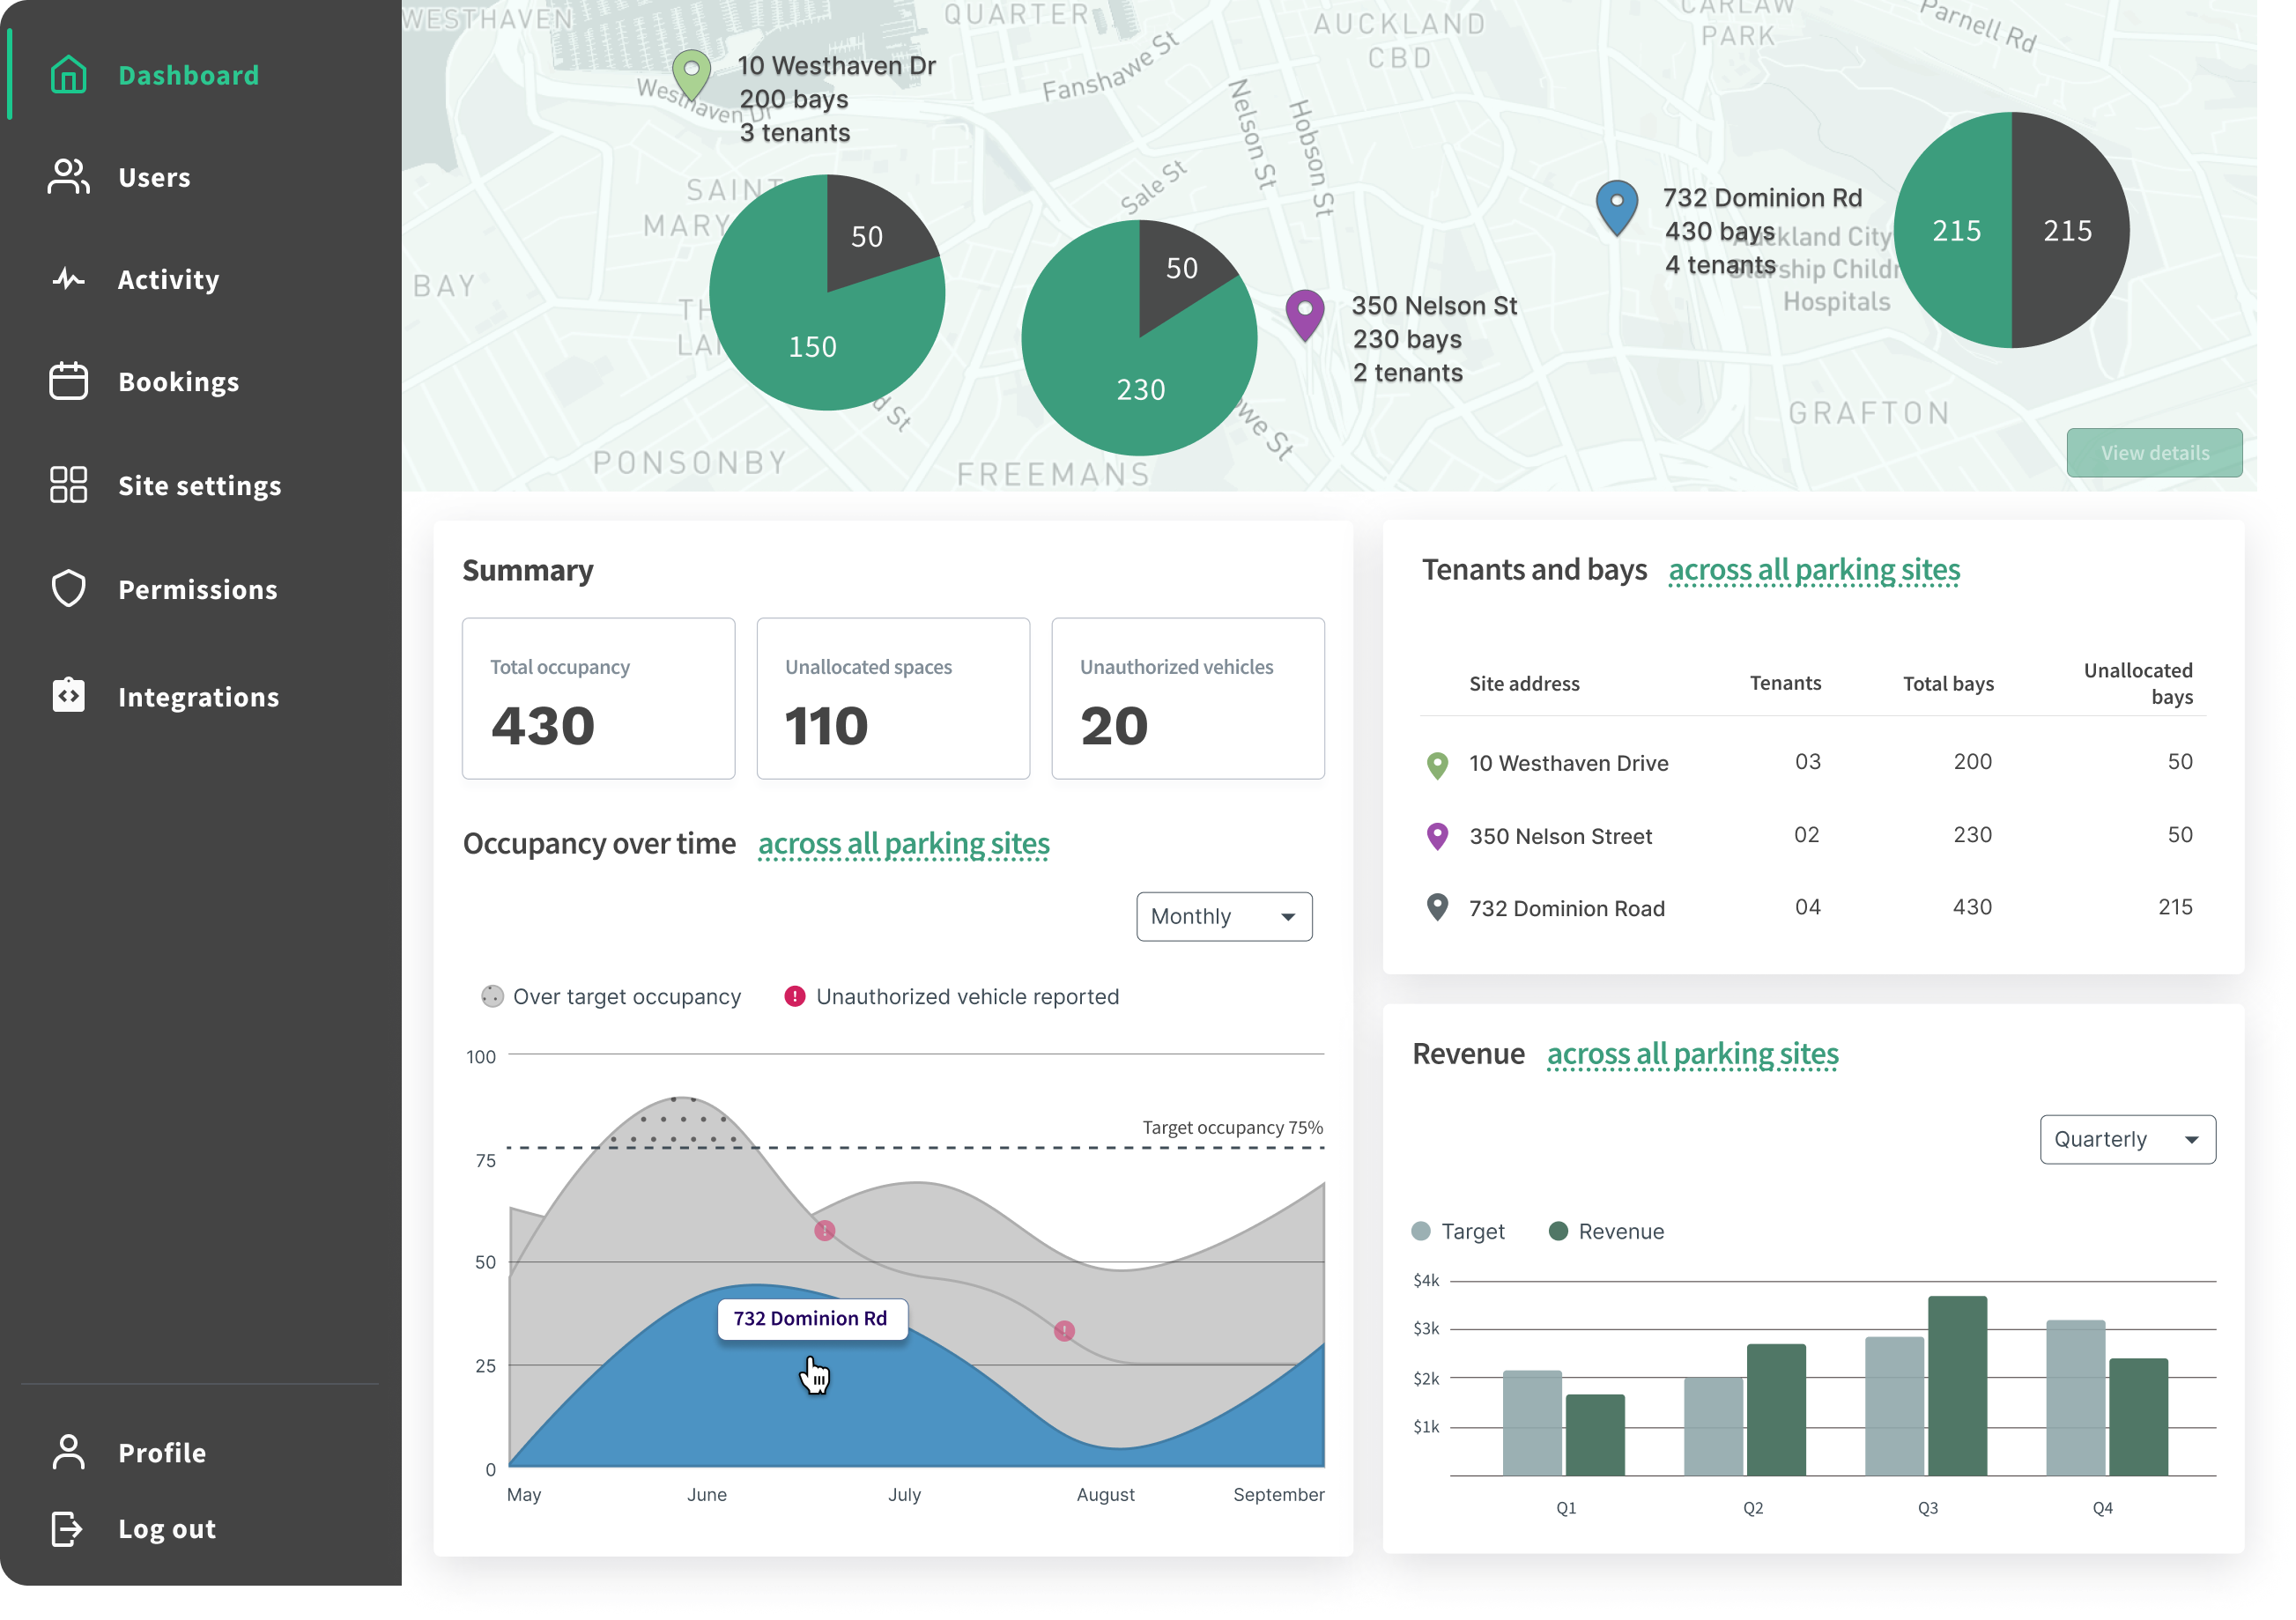 Dashboard
Users
Activity
Bookings
Site settings
Permissions
Integrations
Profile
Log out
WESTHAVEN
QUARTER
AUCKLAND
CBD
CARLAW
PARK
Parnell Rd
Fanshawe St
Westhaven Dr
Nelson St
Hobson St
Sale St
10 Westhaven Dr
200 bays
3 tenants
SAINT
MARY
BAY
50
150
50
230
350 Nelson St
230 bays
2 tenants
732 Dominion Rd
430 bays
4 tenants
Auckland City
Starship Childr
Hospitals
215
215
d St
owe St
PONSONBY
FREEMANS
GRAFTON
View details
Summary
Total occupancy
430
Unallocated spaces
110
Unauthorized vehicles
20
Occupancy over time across all parking sites
Monthly
Over target occupancy
Unauthorized vehicle reported
100
Target occupancy 75%
75
50
25
0
732 Dominion Rd
May June July August September
Tenants and bays across all parking sites
Site address Tenants Total bays Unallocated
bays
10 Westhaven Drive 03 200 50
350 Nelson Street 02 230 50
732 Dominion Road 04 430 215
Revenue across all parking sites
Quarterly
Target
Revenue
$4k
$3k
$2k
$1k
Q1 Q2 Q3 Q4